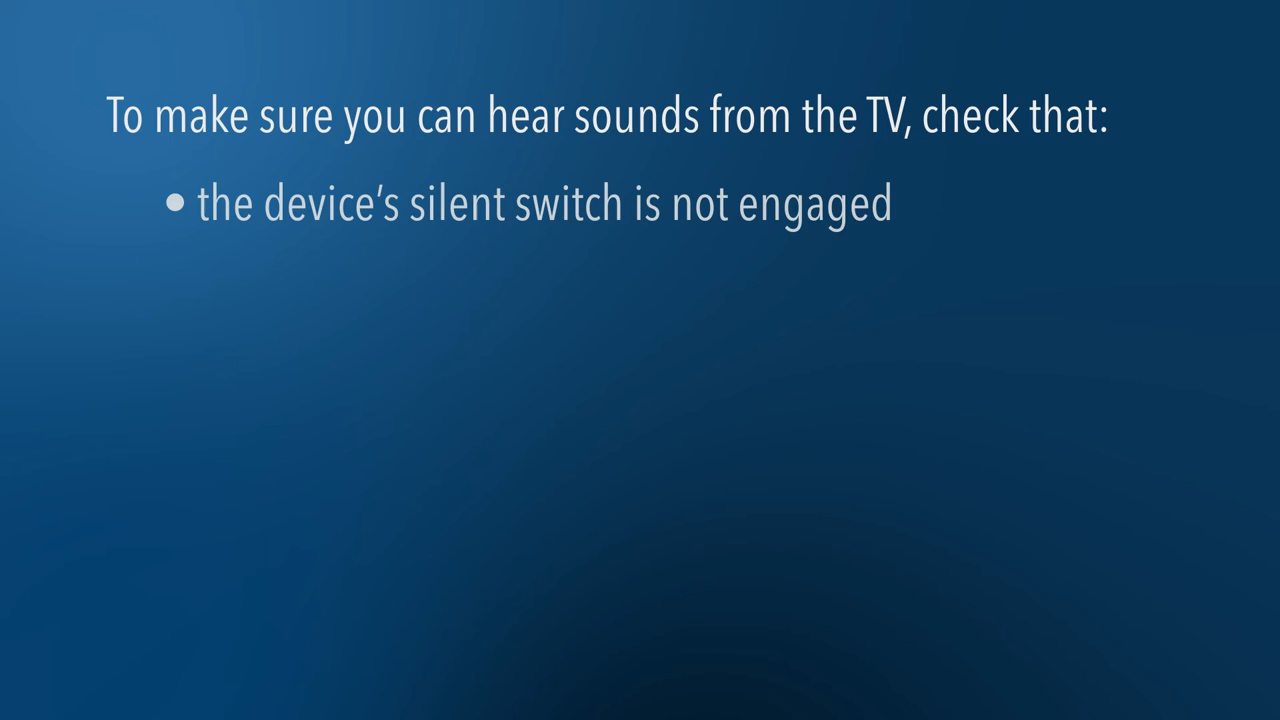 To make sure you can hear sounds from the TV, check that:
• the device’s silent switch is not engaged